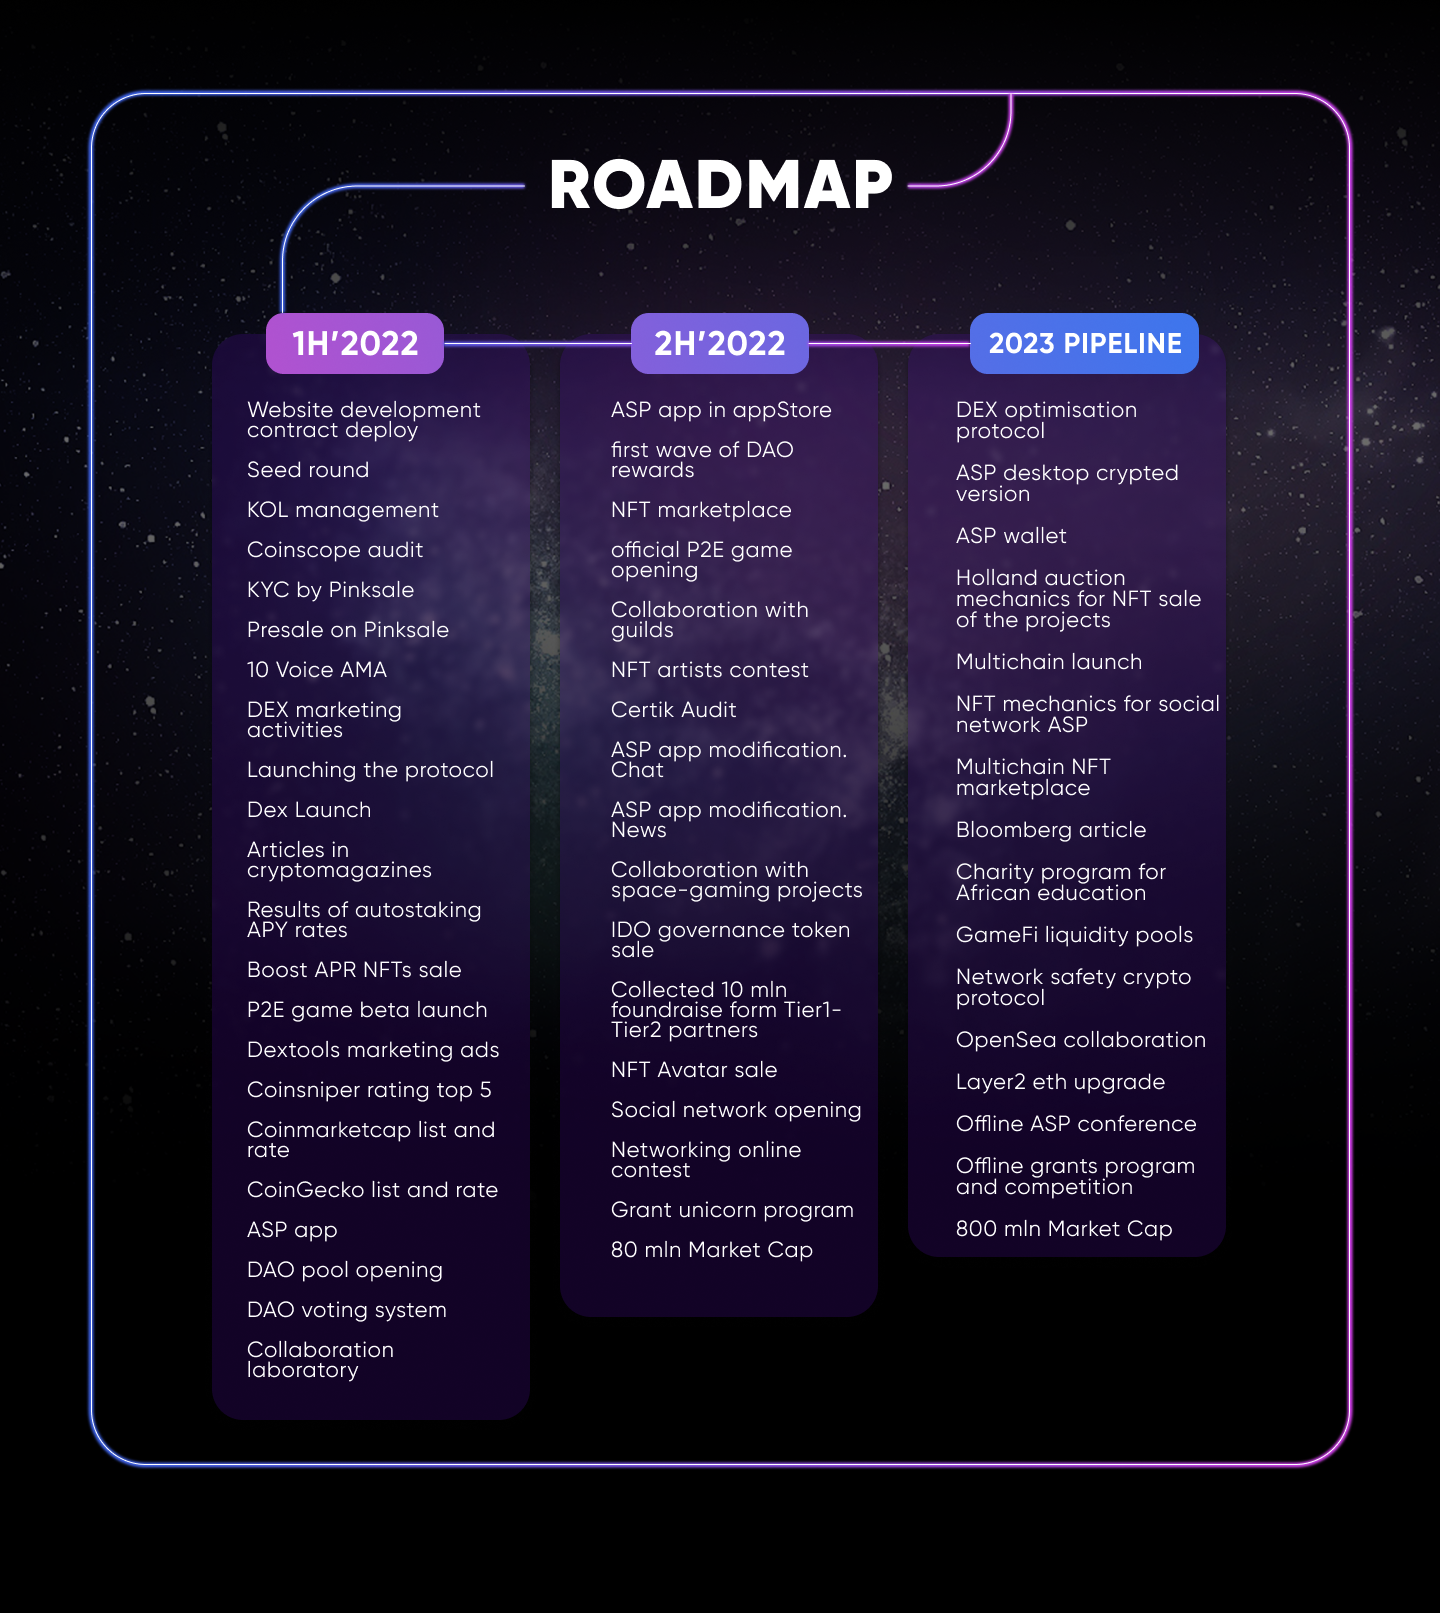 ROADMAP
1H'2022
Website development
contract deploy
Seed round
KOL management
Coinscope audit
KYC by Pinksale
Presale on Pinksale
10 Voice AMA
DEX marketing
activities
Launching the protocol
Dex Launch
Articles in
cryptomagazines
Results of autostaking
APY rates
Boost APR NFTs sale
P2E game beta launch
Dextools marketing ads
Coinsniper rating top 5
Coinmarketcap list and
rate
CoinGecko list and rate
ASP app
DAO pool opening
DAO voting system
Collaboration
laboratory
2H'2022
ASP app in appStore
first wave of DAO
rewards
NFT marketplace
official P2E game
opening
Collaboration with
guilds
NFT artists contest
Certik Audit
ASP app modification.
Chat
ASP app modification.
News
Collaboration with
space-gaming projects
IDO governance token
sale
Collected 10 mln
foundraise form Tier1-
Tier2 partners
NFT Avatar sale
Social network opening
Networking online
contest
Grant unicorn program
80 mln Market Cap
2023 PIPELINE
DEX optimisation
protocol
ASP desktop crypted
version
ASP wallet
Holland auction
mechanics for NFT sale
of the projects
Multichain launch
NFT mechanics for social
network ASP
Multichain NFT
marketplace
Bloomberg article
Charity program for
African education
GameFi liquidity pools
Network safety crypto
protocol
OpenSea collaboration
Layer2 eth upgrade
Offline ASP conference
Offline grants program
and competition
800 mln Market Cap